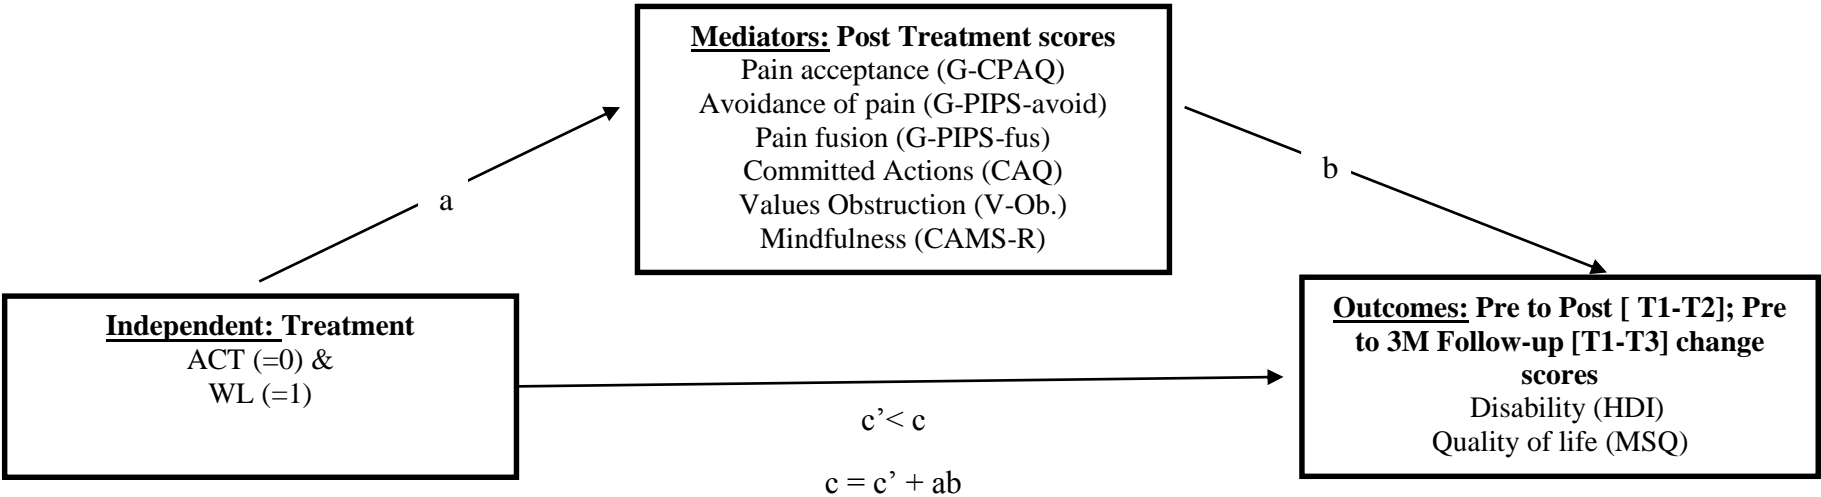 Mediators: Post Treatment scores
Pain acceptance (G-CPAQ)
Avoidance of pain (G-PIPS-avoid)
Pain fusion (G-PIPS-fus)
Committed Actions (CAQ)
Values Obstruction (V-Ob.)
Mindfulness (CAMS-R)
a
b
Independent: Treatment
ACT (=0) &
WL (=1)
Outcomes: Pre to Post [ T1-T2]; Pre
to 3M Follow-up [T1-T3] change
scores
Disability (HDI)
Quality of life (MSQ)
c’< c
c = c’ + ab